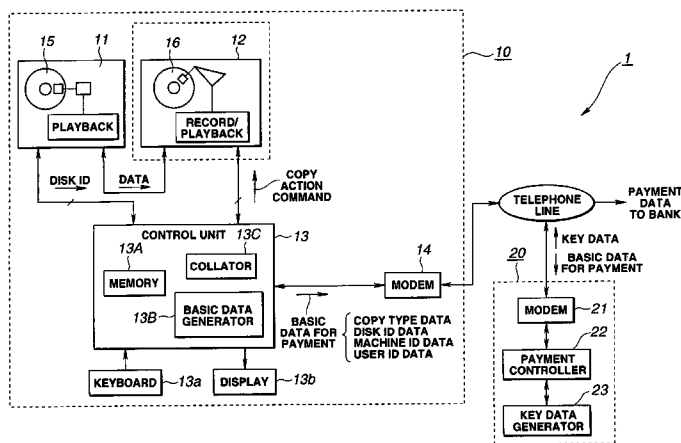 15
11
16
12
10
1
PLAYBACK
RECORD/
PLAYBACK
DISK ID
DATA
COPY
ACTION
COMMAND
TELEPHONE
LINE
PAYMENT
DATA
TO BANK
CONTROL UNIT
13C
13
13A
COLLATOR
MEMORY
13B
BASIC DATA
GENERATOR
14
MODEM
KEY DATA
BASIC DATA
FOR PAYMENT
20
21
MODEM
22
PAYMENT
CONTROLLER
23
KEY DATA
GENERATOR
BASIC
DATA FOR
PAYMENT
COPY TYPE DATA
DISK ID DATA
MACHINE ID DATA
USER ID DATA
KEYBOARD
13a
DISPLAY
13b